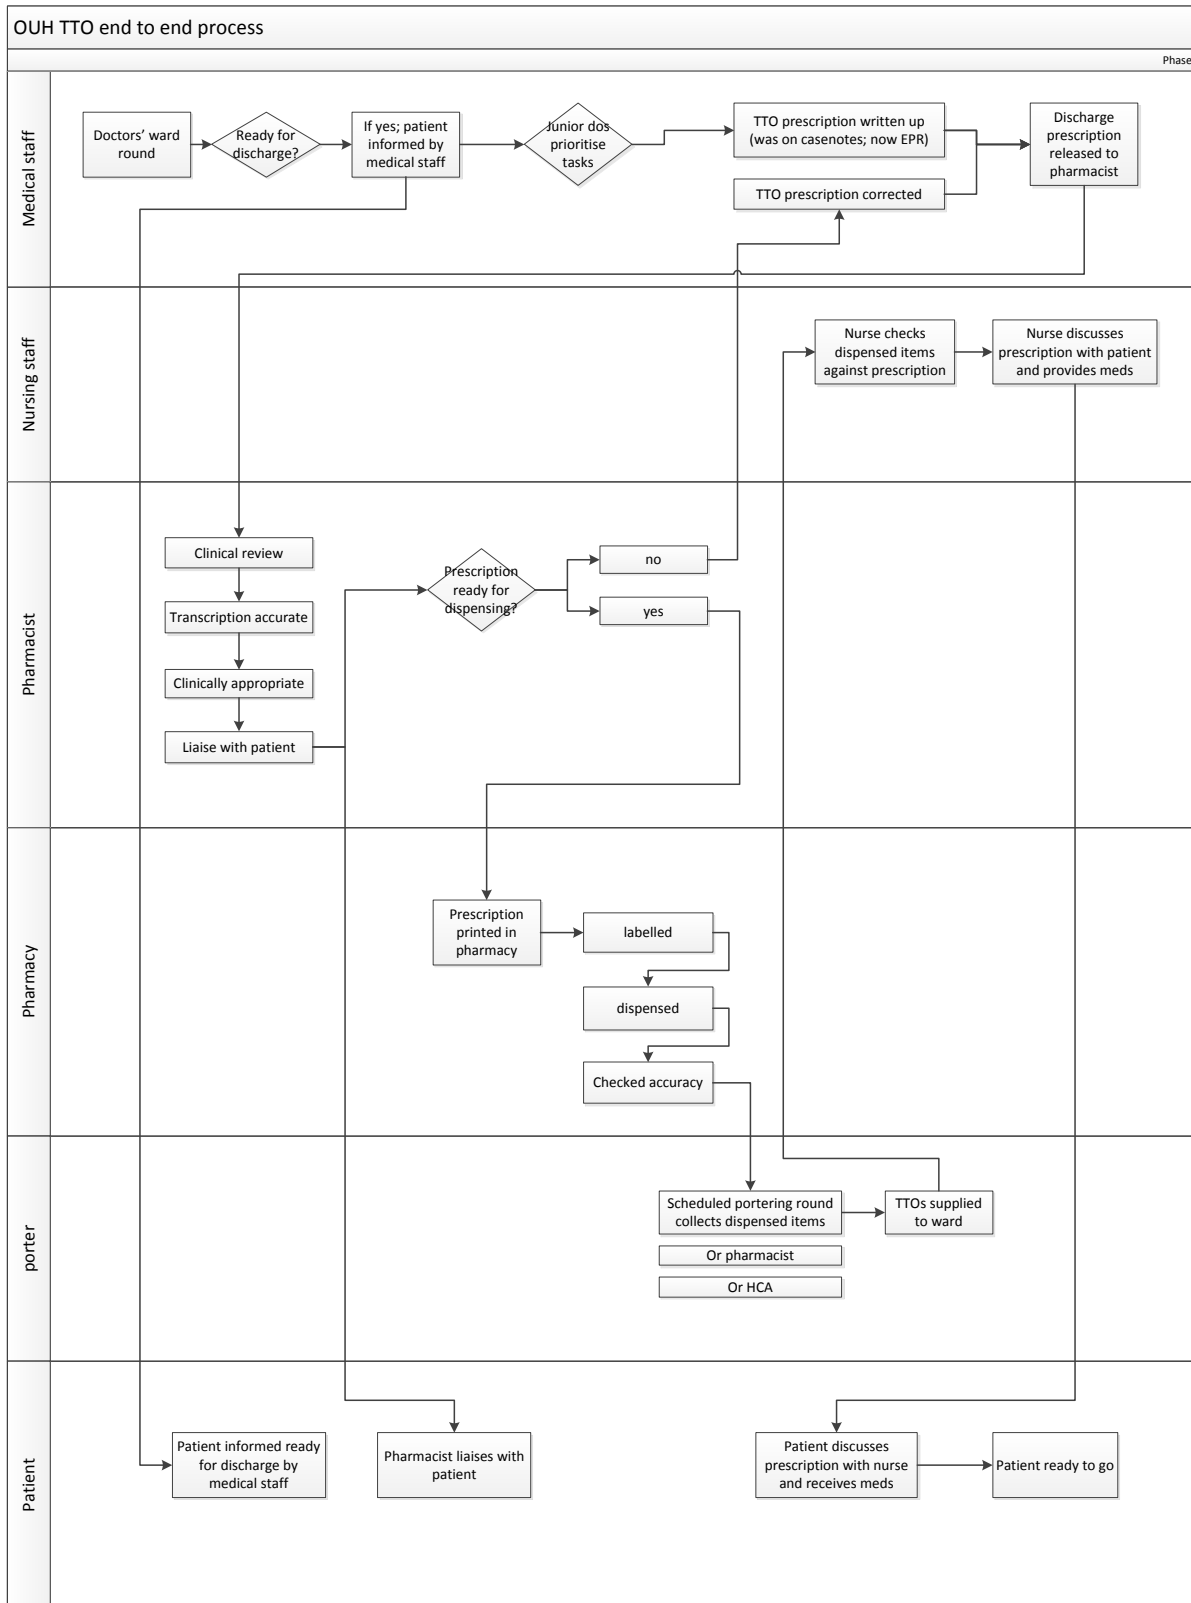 OUH TTO end to end process
Phase
Medical staff
Doctors' ward
round
Ready for
discharge?
If yes; patient
informed by
medical staff
Junior dos
prioritise
tasks
TTO prescription written up
(was on casenotes; now EPR)
TTO prescription corrected
Discharge
prescription
released to
pharmacist
Nursing staff
Nurse checks
dispensed items
against prescription
Nurse discusses
prescription with patient
and provides meds
Pharmacist
Clinical review
Transcription accurate
Clinically appropriate
Liaise with patient
Prescription
ready for
dispensing?
no
yes
Pharmacy
Prescription
printed in
pharmacy
labelled
dispensed
Checked accuracy
porter
Scheduled portering round
collects dispensed items
Or pharmacist
Or HCA
TTOs supplied
to ward
Patient
Patient informed ready
for discharge by
medical staff
Pharmacist liaises with
patient
Patient discusses
prescription with nurse
and receives meds
Patient ready to go